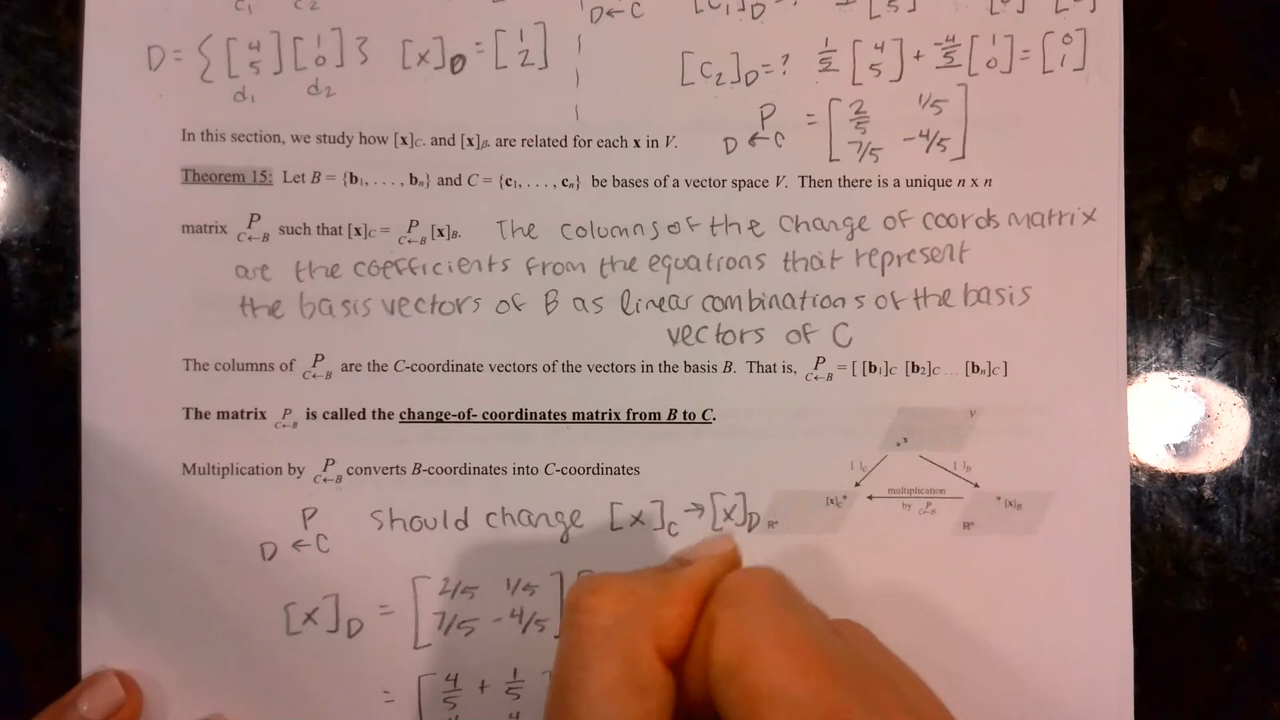 c₁ c₂
D←C
D = { [4 5] [1 0] } [x]_D = [1 2]
d₁ d₂
[c₂]_D = ? 1/5 [4 5] + -4/5 [1 0] = [0 1]
P D←C = [2/5 1/5 7/5 -4/5]
In this section, we study how [x]C. and [x]B. are related for each x in V.
Theorem 15: Let B = {b₁, . . . , bₙ} and C = {c₁, . . . , cₙ} be bases of a vector space V. Then there is a unique n x n
matrix P C←B such that [x]C = P C←B [x]B. The columns of the change of coords matrix
are the coefficients from the equations that represent
the basis vectors of B as linear combinations of the basis
vectors of C
The columns of P C←B are the C-coordinate vectors of the vectors in the basis B. That is, P C←B = [ [b₁]C [b₂]C … [bₙ]C ]
The matrix P C←B is called the change-of- coordinates matrix from B to C.
V
x
Multiplication by P C←B converts B-coordinates into C-coordinates
[ ]C [ ]B
[x]C multiplication [x]B
by P C←B
Rⁿ Rⁿ
P D←C should change [x]_C → [x]_D
[x]_D = [2/5 1/5 7/5 -4/5]
= [4/5 + 1/5